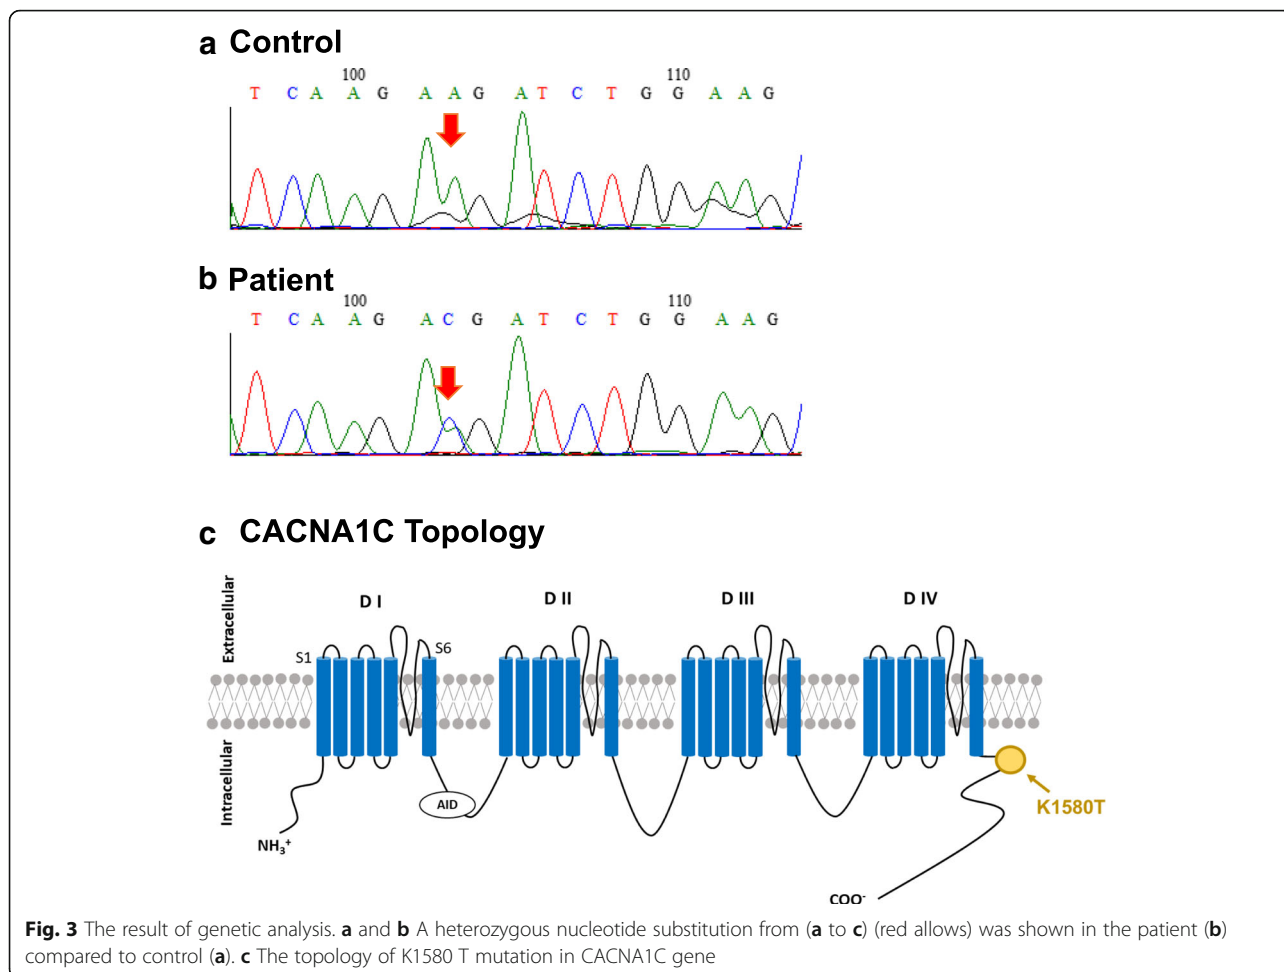 a Control
100 110
T C A A G A A G A T C T G G A A G
b Patient
100 110
T C A A G A C G A T C T G G A A G
c CACNA1C Topology
Extracellular
Intracellular
D I D II D III D IV
S1 S6
AID
NH3+
K1580T
COO-
Fig. 3 The result of genetic analysis. a and b A heterozygous nucleotide substitution from (a to c) (red allows) was shown in the patient (b)
compared to control (a). c The topology of K1580 T mutation in CACNA1C gene